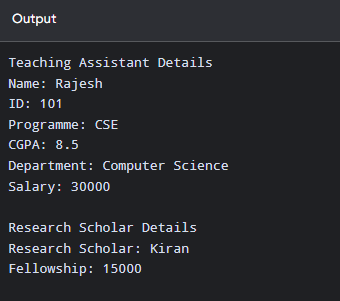 Output
Teaching Assistant Details
Name: Rajesh
ID: 101
Programme: CSE
CGPA: 8.5
Department: Computer Science
Salary: 30000
Research Scholar Details
Research Scholar: Kiran
Fellowship: 15000